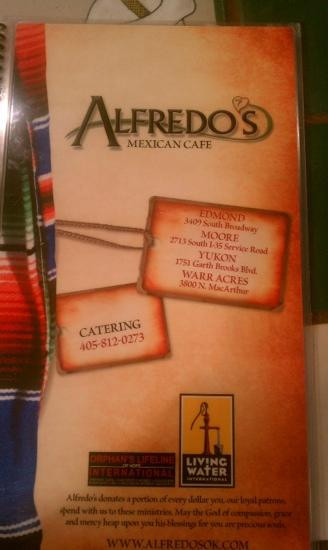 ALFREDO'S
MEXICAN CAFE
EDMOND
3409 South Broadway
MOORE
2713 South I-35 Service Road
YUKON
1751 Garth Brooks Blvd.
WARR ACRES
3800 N. MacArthur
CATERING
405-812-0273
ORPHAN'S LIFELINE
OF HOPE
INTERNATIONAL
LIVING
WATER
INTERNATIONAL
Alfredo's donates a portion of every dollar you, our loyal patrons,
spend with us to these ministries. May the God of compassion, grace
and mercy heap upon you his blessings for you are precious souls.
WWW.ALFREDOSOK.COM